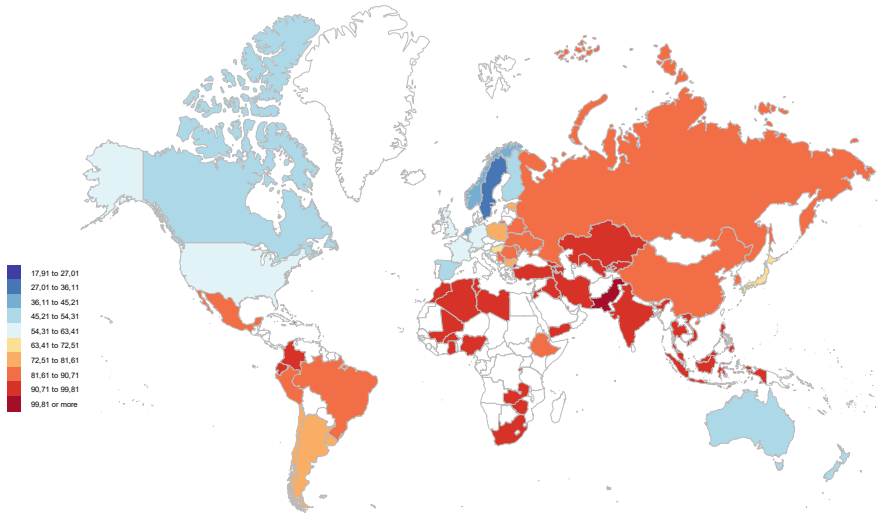 17,91 to 27,01
27,01 to 36,11
36,11 to 45,21
45,21 to 54,31
54,31 to 63,41
63,41 to 72,51
72,51 to 81,61
81,61 to 90,71
90,71 to 99,81
99,81 or more